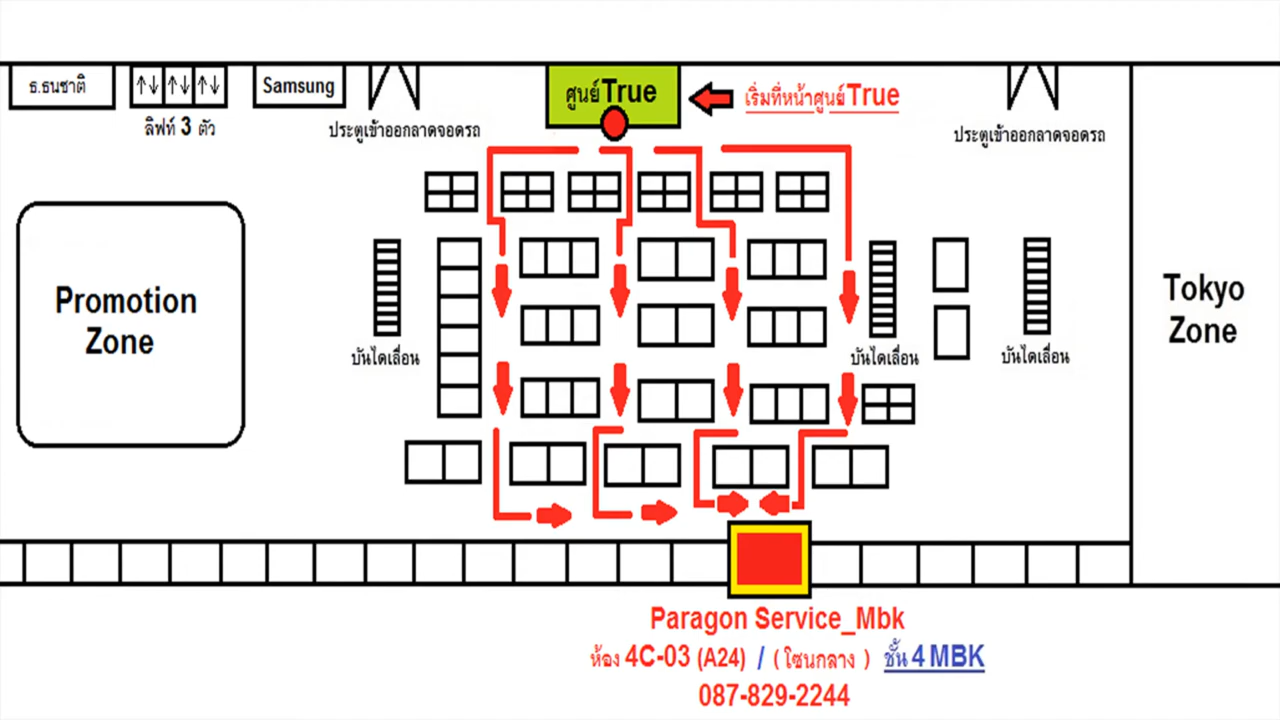 ธ.ธนชาติ
ลิฟท์ 3 ตัว
Samsung
ประตูเข้าออกลาดจอดรถ
ศูนย์ True
เริ่มที่หน้าศูนย์ True
ประตูเข้าออกลาดจอดรถ
Promotion
Zone
บันไดเลื่อน
บันไดเลื่อน
บันไดเลื่อน
Tokyo
Zone
Paragon Service_Mbk
ห้อง 4C-03 (A24) / ( โซนกลาง ) ชั้น 4 MBK
087-829-2244